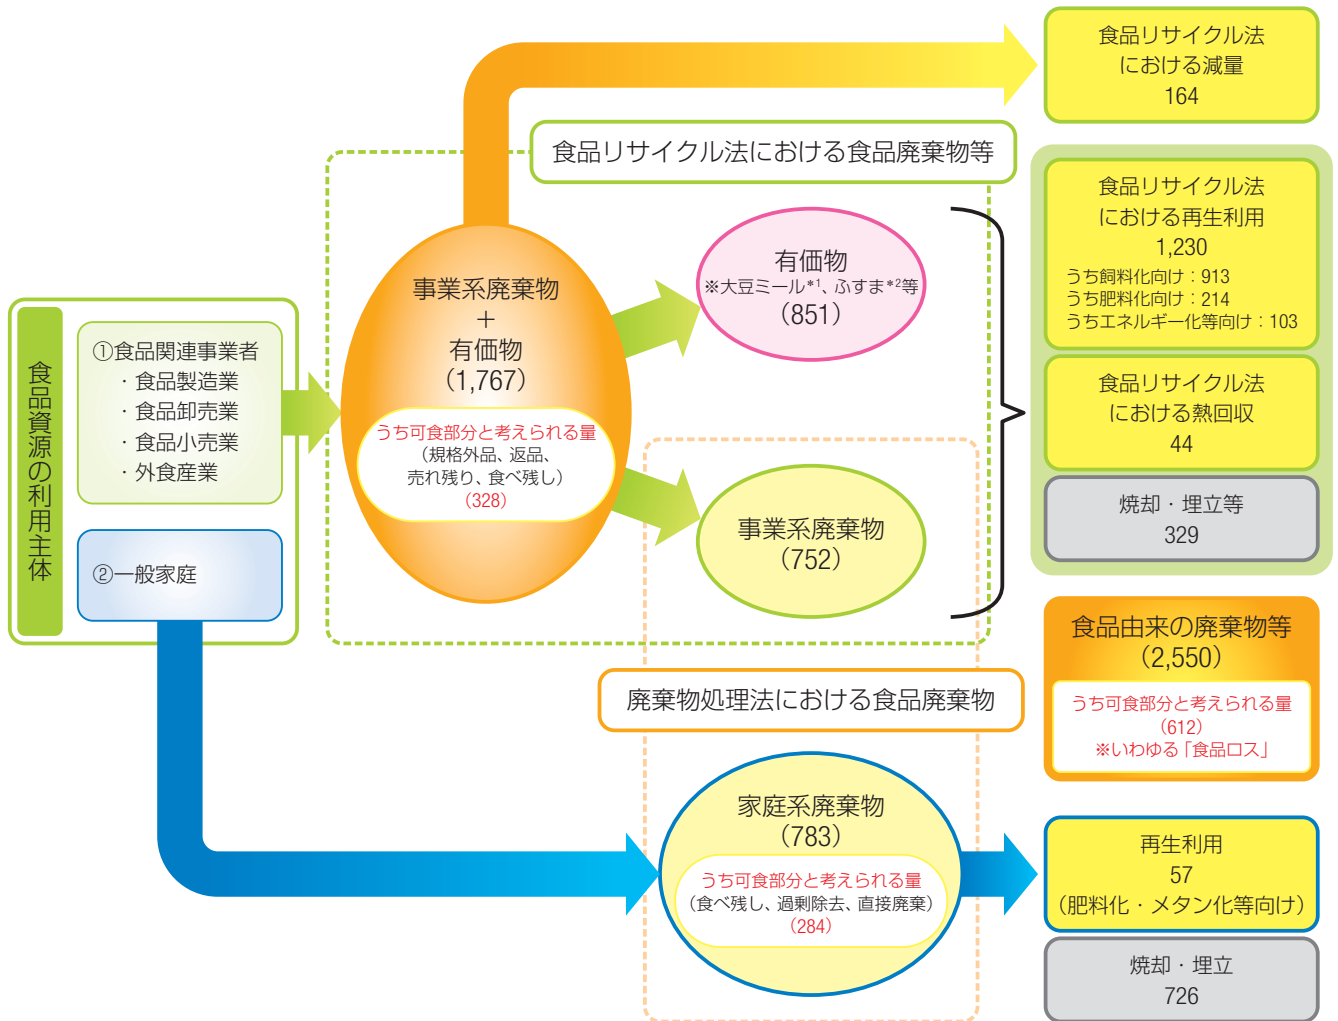 食品リサイクル法
における減量
164
食品リサイクル法における食品廃棄物等
食品リサイクル法
における再生利用
1,230
うち飼料化向け：913
うち肥料化向け：214
うちエネルギー化等向け：103
食品リサイクル法
における熱回収
44
焼却・埋立等
329
有価物
※大豆ミール*1、ふすま*2等
(851)
事業系廃棄物
＋
有価物
(1,767)
うち可食部分と考えられる量
(規格外品、返品、
売れ残り、食べ残し)
(328)
食品資源の利用主体
①食品関連事業者
・食品製造業
・食品卸売業
・食品小売業
・外食産業
②一般家庭
事業系廃棄物
(752)
食品由来の廃棄物等
(2,550)
うち可食部分と考えられる量
(612)
※いわゆる「食品ロス」
廃棄物処理法における食品廃棄物
家庭系廃棄物
(783)
うち可食部分と考えられる量
(食べ残し、過剰除去、直接廃棄)
(284)
再生利用
57
(肥料化・メタン化等向け)
焼却・埋立
726